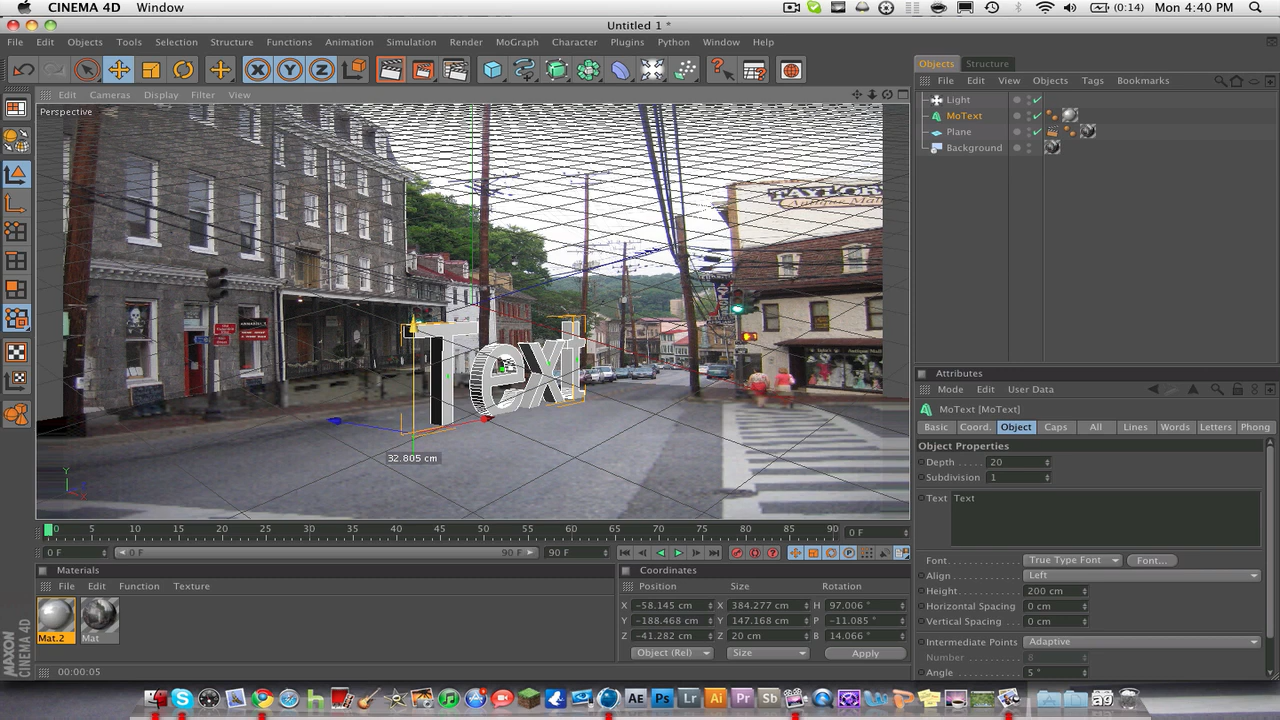 CINEMA 4D Window (0:14) Mon 4:40 PM
Untitled 1 *
File Edit Objects Tools Selection Structure Functions Animation Simulation Render MoGraph Character Plugins Python Window Help
Objects Structure
File Edit View Objects Tags Bookmarks
Edit Cameras Display Filter View
Perspective
Light
MoText
Plane
Background
TAYLOR'S
Text
32.805 cm
Y
0 5 10 15 20 25 30 35 40 45 50 55 60 65 70 75 80 85 90 0 F
0 F 0 F 90 F 90 F
Attributes
Mode Edit User Data
MoText [MoText]
Basic Coord. Object Caps All Lines Words Letters Phong
Object Properties
Depth 20
Subdivision 1
Text Text
Font True Type Font Font...
Align Left
Height 200 cm
Horizontal Spacing 0 cm
Vertical Spacing 0 cm
Intermediate Points Adaptive
Number 8
Angle 5 °
Materials
File Edit Function Texture
Mat.2 Mat
Coordinates
Position Size Rotation
X -58.145 cm X 384.277 cm H 97.006 °
Y -188.468 cm Y 147.168 cm P -11.085 °
Z -41.282 cm Z 20 cm B 14.066 °
Object (Rel) Size Apply
MAXON
CINEMA 4D
00:00:05
Ae Ps Lr Ai Pr Sb